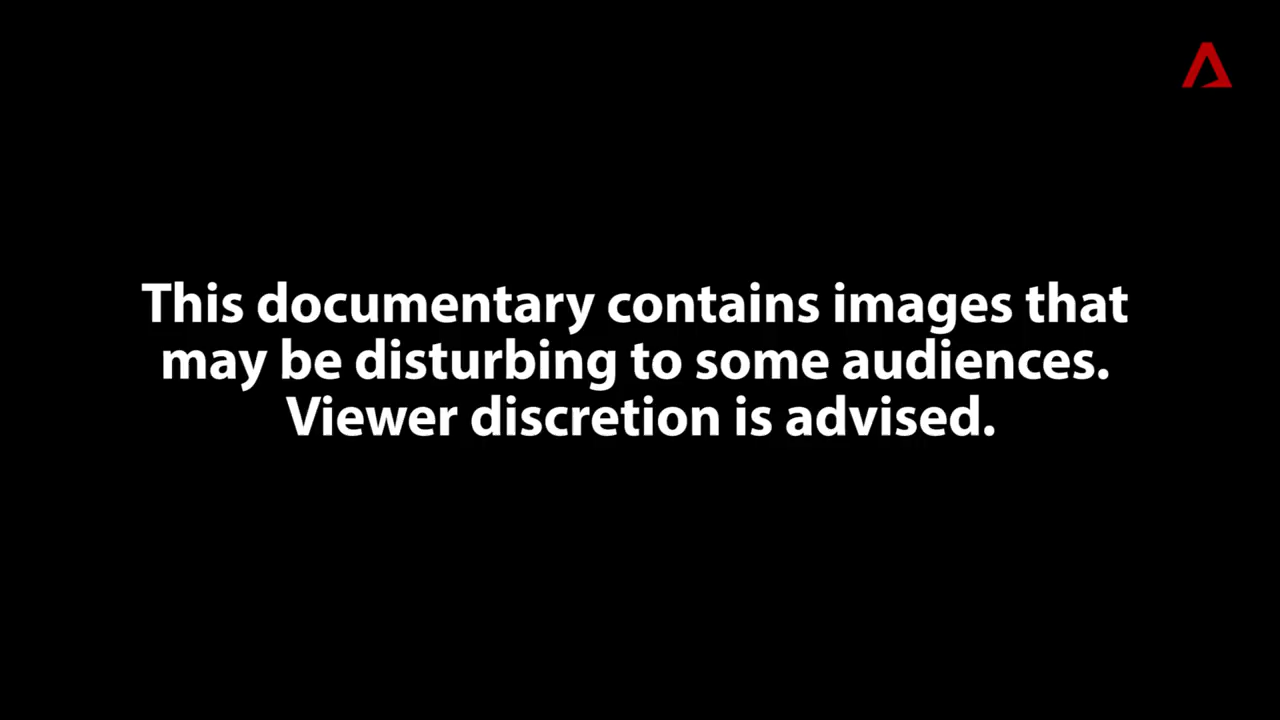 This documentary contains images that
may be disturbing to some audiences.
Viewer discretion is advised.